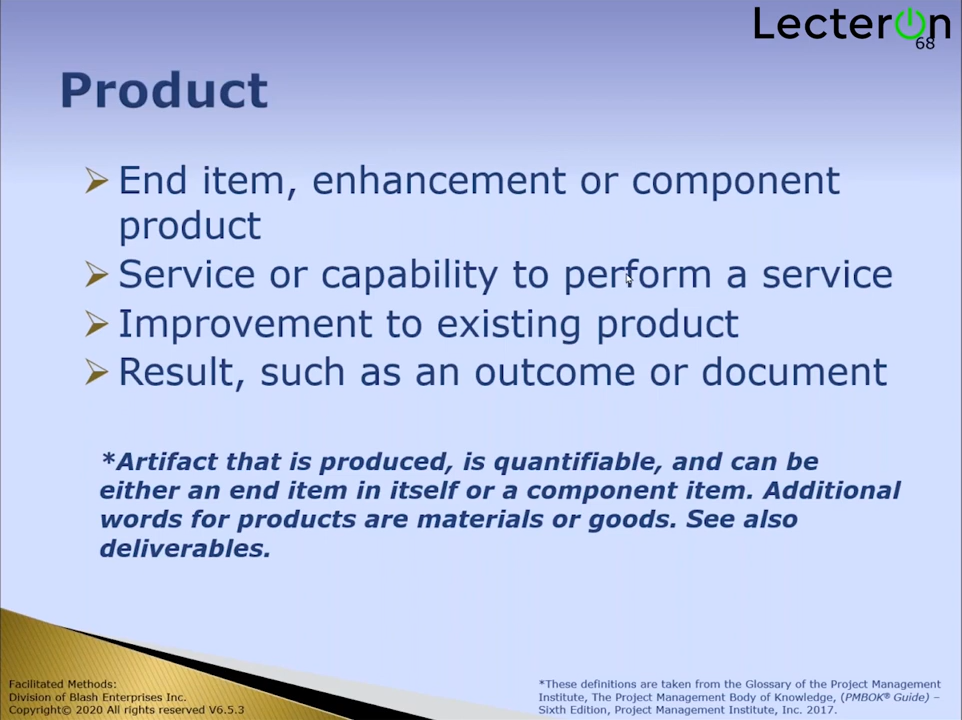 LecterOn
68
Product
End item, enhancement or component
product
Service or capability to perform a service
Improvement to existing product
Result, such as an outcome or document
*Artifact that is produced, is quantifiable, and can be
either an end item in itself or a component item. Additional
words for products are materials or goods. See also
deliverables.
Facilitated Methods:
Division of Blash Enterprises Inc.
Copyright© 2020 All rights reserved V6.5.3
*These definitions are taken from the Glossary of the Project Management
Institute, The Project Management Body of Knowledge, (PMBOK® Guide) –
Sixth Edition, Project Management Institute, Inc. 2017.